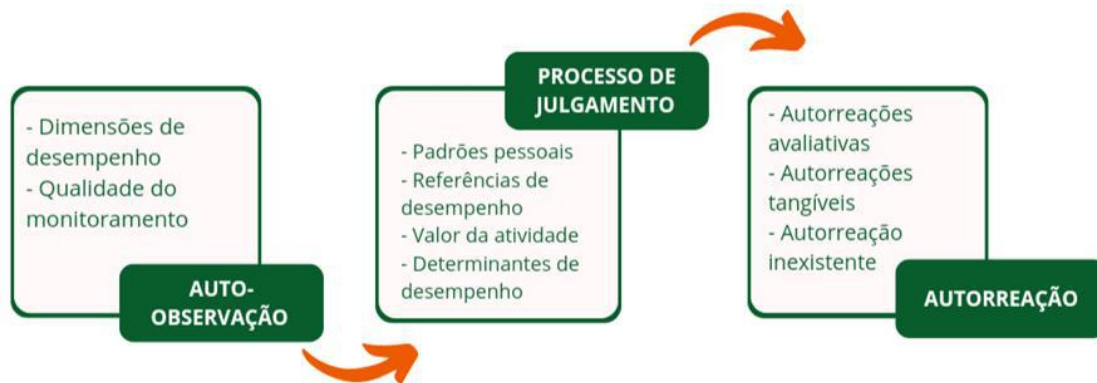 - Dimensões de
desempenho
- Qualidade do
monitoramento
AUTO-
OBSERVAÇÃO
PROCESSO DE
JULGAMENTO
- Padrões pessoais
- Referências de
desempenho
- Valor da atividade
- Determinantes de
desempenho
- Autorreações
avaliativas
- Autorreações
tangíveis
- Autorreação
inexistente
AUTORREAÇÃO